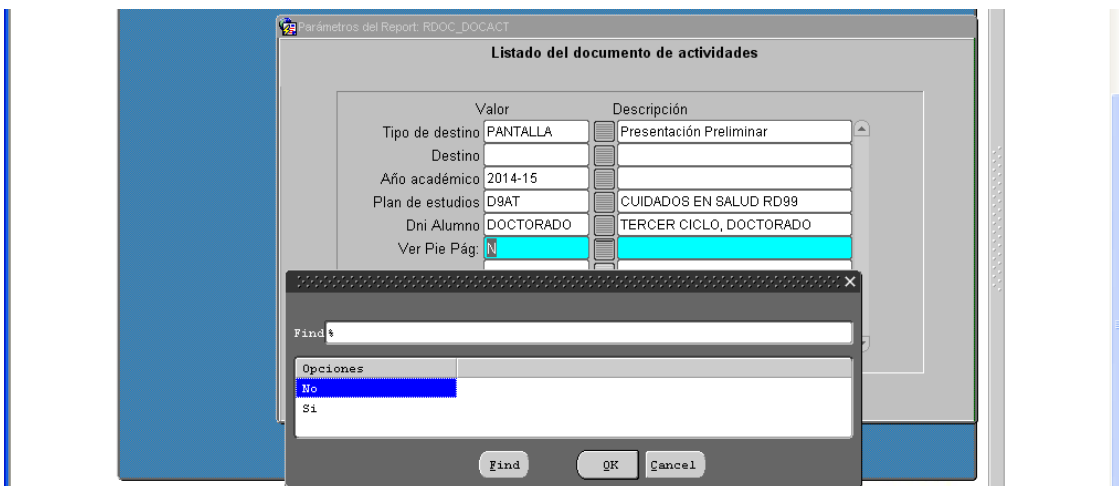 Parámetros del Report: RDOC_DOCACT
Listado del documento de actividades
Valor Descripción
Tipo de destino PANTALLA Presentación Preliminar
Destino
Año académico 2014-15
Plan de estudios D9AT CUIDADOS EN SALUD RD99
Dni Alumno DOCTORADO TERCER CICLO, DOCTORADO
Ver Pie Pág: N
Find %
Opciones
No
Si
Find OK Cancel